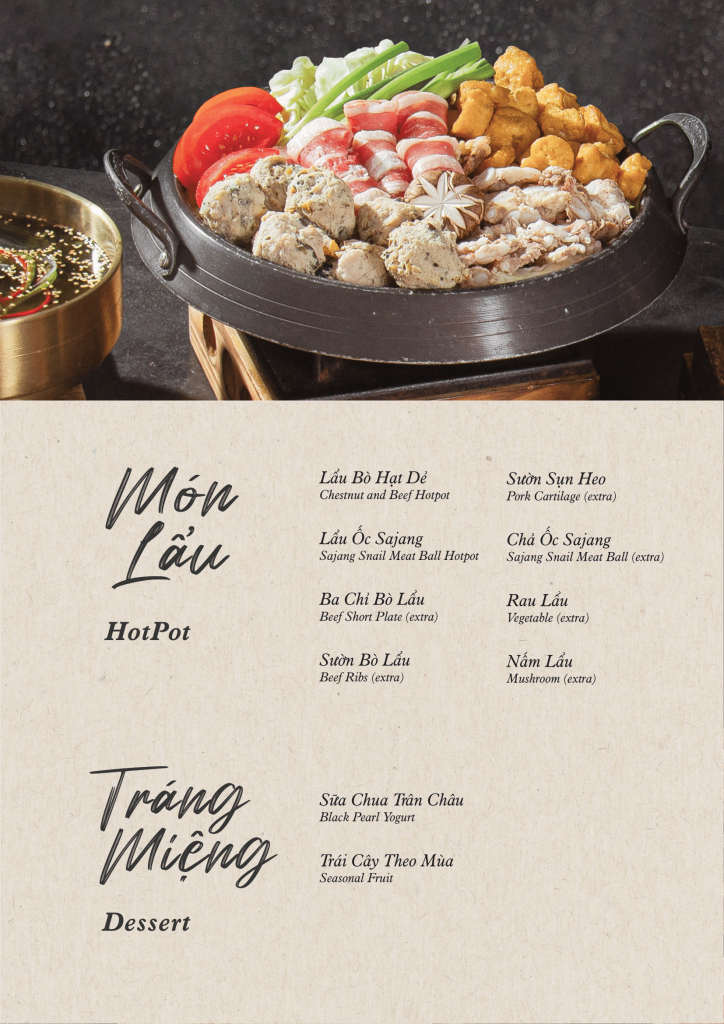 Món
Lẩu
HotPot
Lẩu Bò Hạt Dẻ
Chestnut and Beef Hotpot
Lẩu Ốc Sajang
Sajang Snail Meat Ball Hotpot
Ba Chỉ Bò Lẩu
Beef Short Plate (extra)
Sườn Bò Lẩu
Beef Ribs (extra)
Sườn Sụn Heo
Pork Cartilage (extra)
Chả Ốc Sajang
Sajang Snail Meat Ball (extra)
Rau Lẩu
Vegetable (extra)
Nấm Lẩu
Mushroom (extra)
Tráng
Miệng
Dessert
Sữa Chua Trân Châu
Black Pearl Yogurt
Trái Cây Theo Mùa
Seasonal Fruit